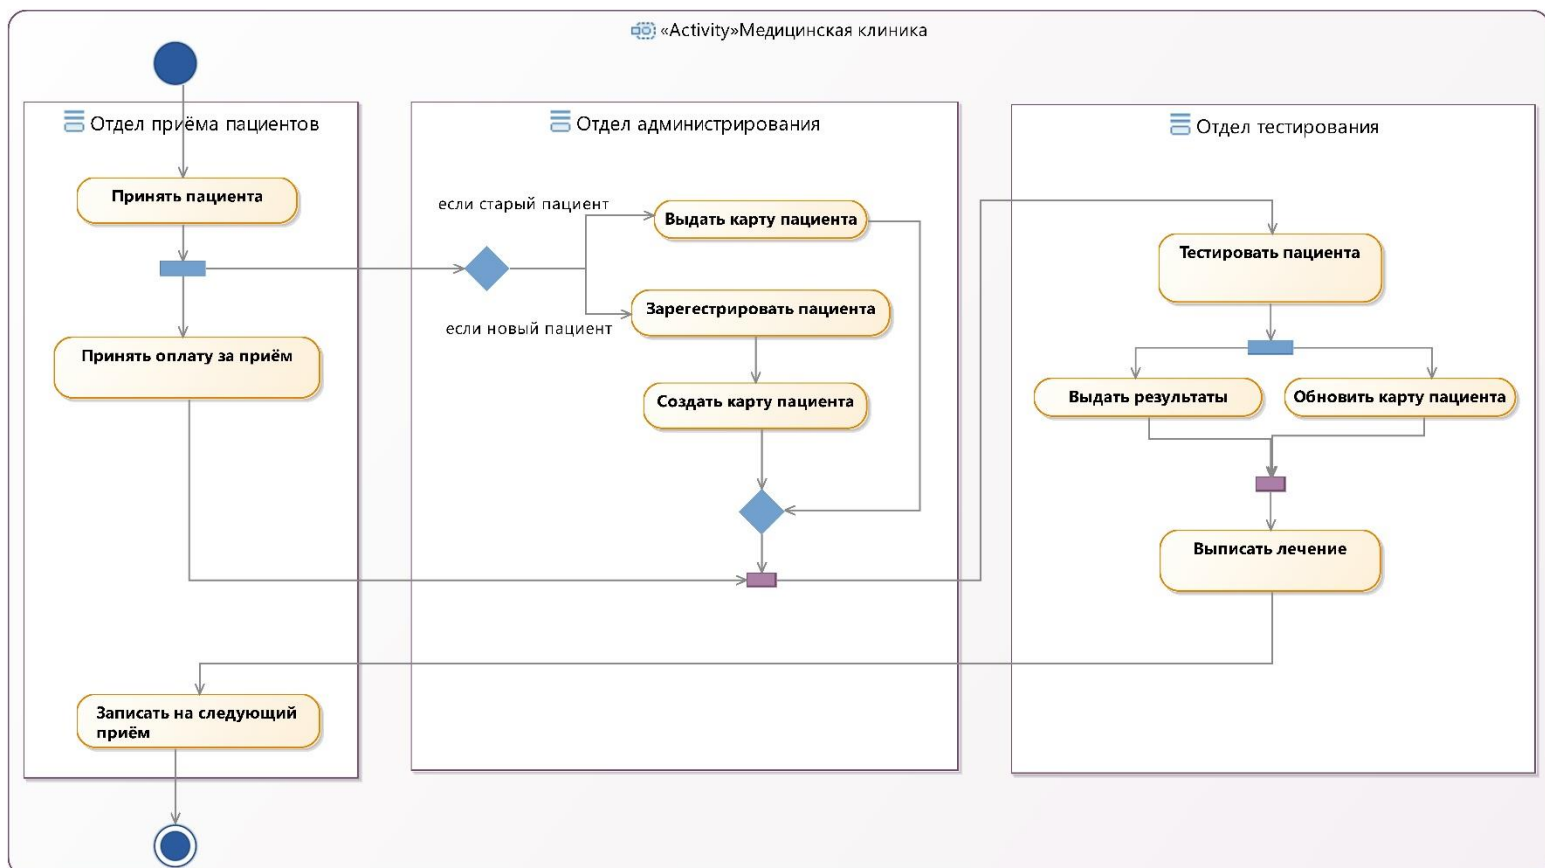 «Activity»Медицинская клиника
Отдел приёма пациентов
Принять пациента
Принять оплату за приём
Записать на следующий
приём
Отдел администрирования
если старый пациент
Выдать карту пациента
Зарегестрировать пациента
если новый пациент
Создать карту пациента
Отдел тестирования
Тестировать пациента
Выдать результаты
Обновить карту пациента
Выписать лечение